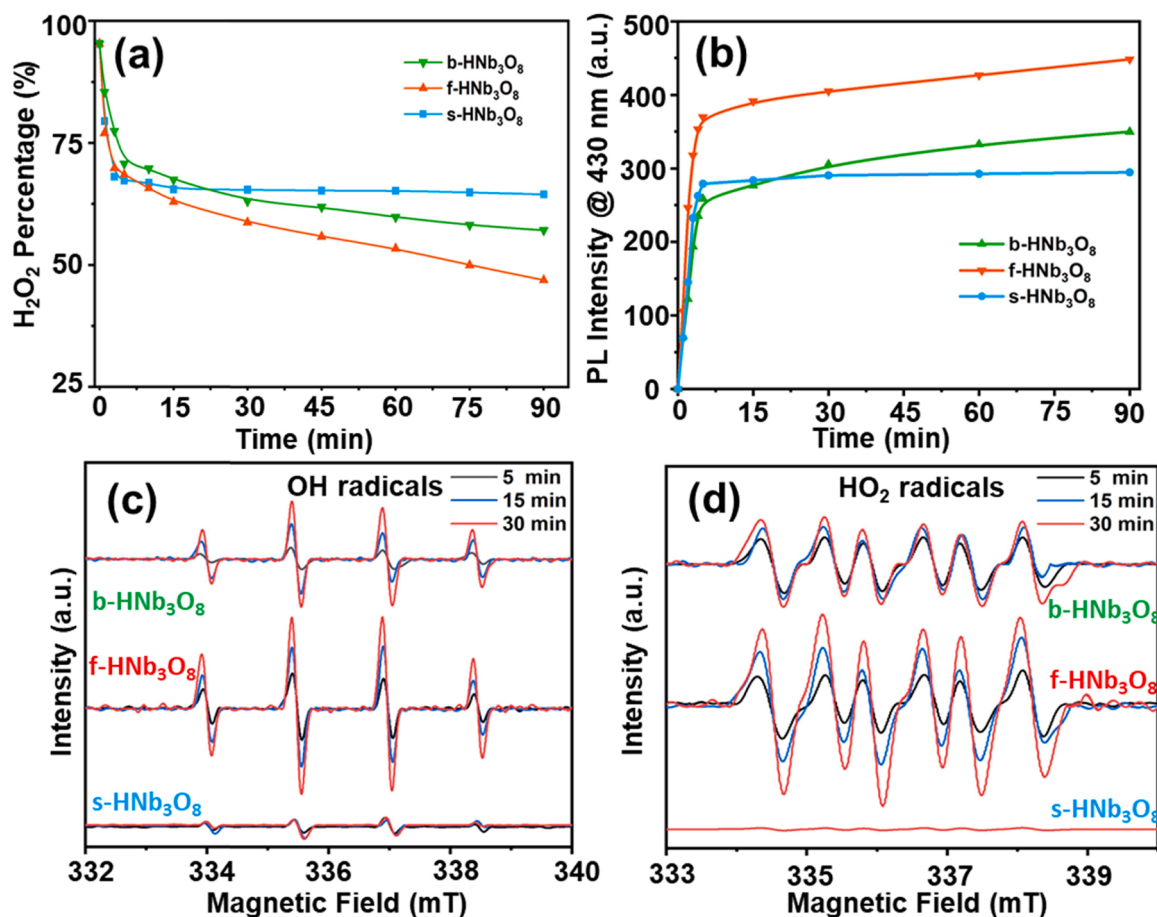 (a)
b-HNb₃O₈
f-HNb₃O₈
s-HNb₃O₈
H₂O₂ Percentage (%)
100
75
50
25
0 15 30 45 60 75 90
Time (min)
(b)
b-HNb₃O₈
f-HNb₃O₈
s-HNb₃O₈
PL Intensity @ 430 nm (a.u.)
500
400
300
200
100
0
0 15 30 45 60 75 90
Time (min)
(c)
OH radicals
5 min
15 min
30 min
b-HNb₃O₈
f-HNb₃O₈
s-HNb₃O₈
Intensity (a.u.)
332 334 336 338 340
Magnetic Field (mT)
(d)
HO₂ radicals
5 min
15 min
30 min
b-HNb₃O₈
f-HNb₃O₈
s-HNb₃O₈
Intensity (a.u.)
333 335 337 339
Magnetic Field (mT)